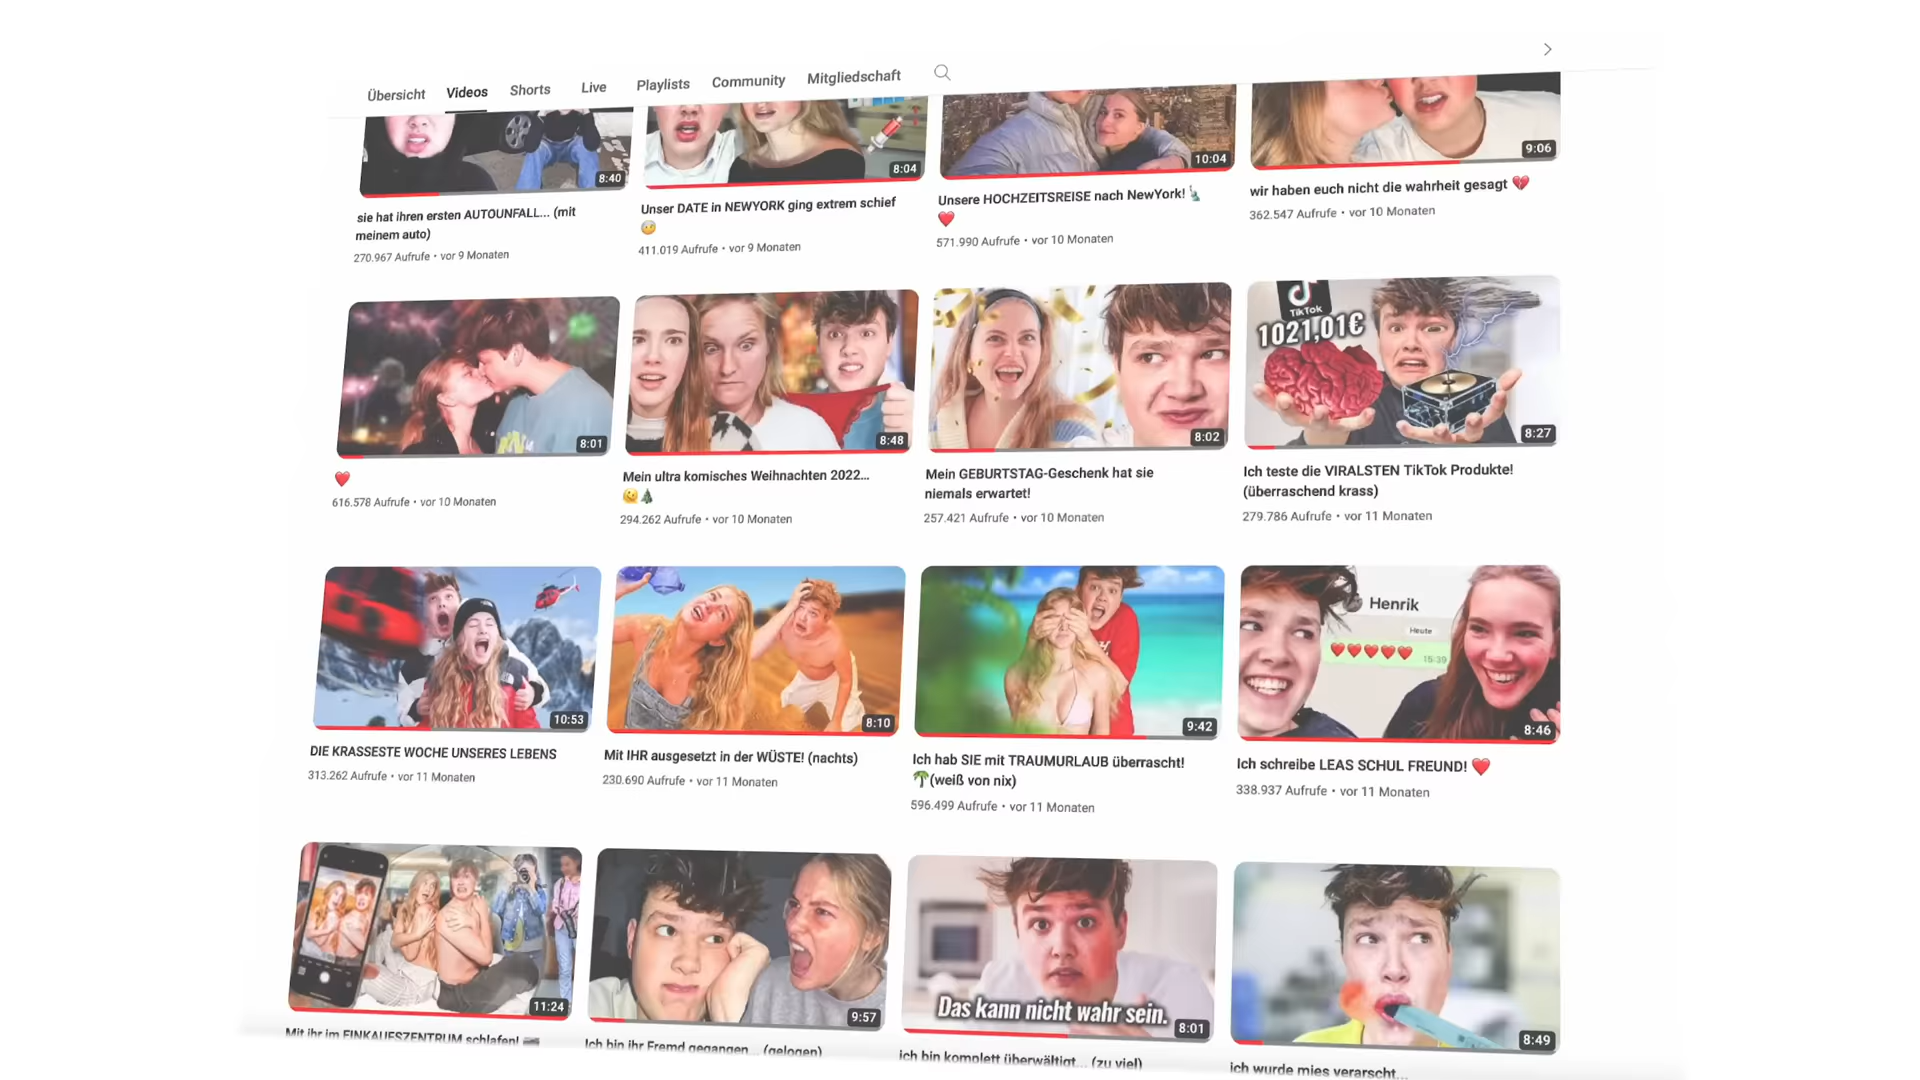 Übersicht Videos Shorts Live Playlists Community Mitgliedschaft
8:40
8:04
10:04
9:06
sie hat ihren ersten AUTOUNFALL... (mit
meinem auto)
270.967 Aufrufe • vor 9 Monaten
Unser DATE in NEWYORK ging extrem schief
🤕
411.019 Aufrufe • vor 9 Monaten
Unsere HOCHZEITSREISE nach NewYork! 🗽
❤️
571.990 Aufrufe • vor 10 Monaten
wir haben euch nicht die wahrheit gesagt 💔
362.547 Aufrufe • vor 10 Monaten
8:01
8:48
8:02
TikTok
1021,01€
8:27
❤️
616.578 Aufrufe • vor 10 Monaten
Mein ultra komisches Weihnachten 2022...
🫠🌲
294.262 Aufrufe • vor 10 Monaten
Mein GEBURTSTAG-Geschenk hat sie
niemals erwartet!
257.421 Aufrufe • vor 10 Monaten
Ich teste die VIRALSTEN TikTok Produkte!
(überraschend krass)
279.786 Aufrufe • vor 11 Monaten
10:53
8:10
9:42
Henrik
Heute
❤️❤️❤️❤️❤️ 15:39
8:46
DIE KRASSESTE WOCHE UNSERES LEBENS
313.262 Aufrufe • vor 11 Monaten
Mit IHR ausgesetzt in der WÜSTE! (nachts)
230.690 Aufrufe • vor 11 Monaten
Ich hab SIE mit TRAUMURLAUB überrascht!
🌴(weiß von nix)
596.499 Aufrufe • vor 11 Monaten
Ich schreibe LEAS SCHUL FREUND! ❤️
338.937 Aufrufe • vor 11 Monaten
11:24
9:57
Das kann nicht wahr sein.
8:01
8:49
Mit ihr im EINKAUFSZENTRUM schlafen!
Ich bin ihr Fremd gegangen... (gelogen)
ich bin komplett überwältigt... (zu viel)
ich wurde mies verarscht...